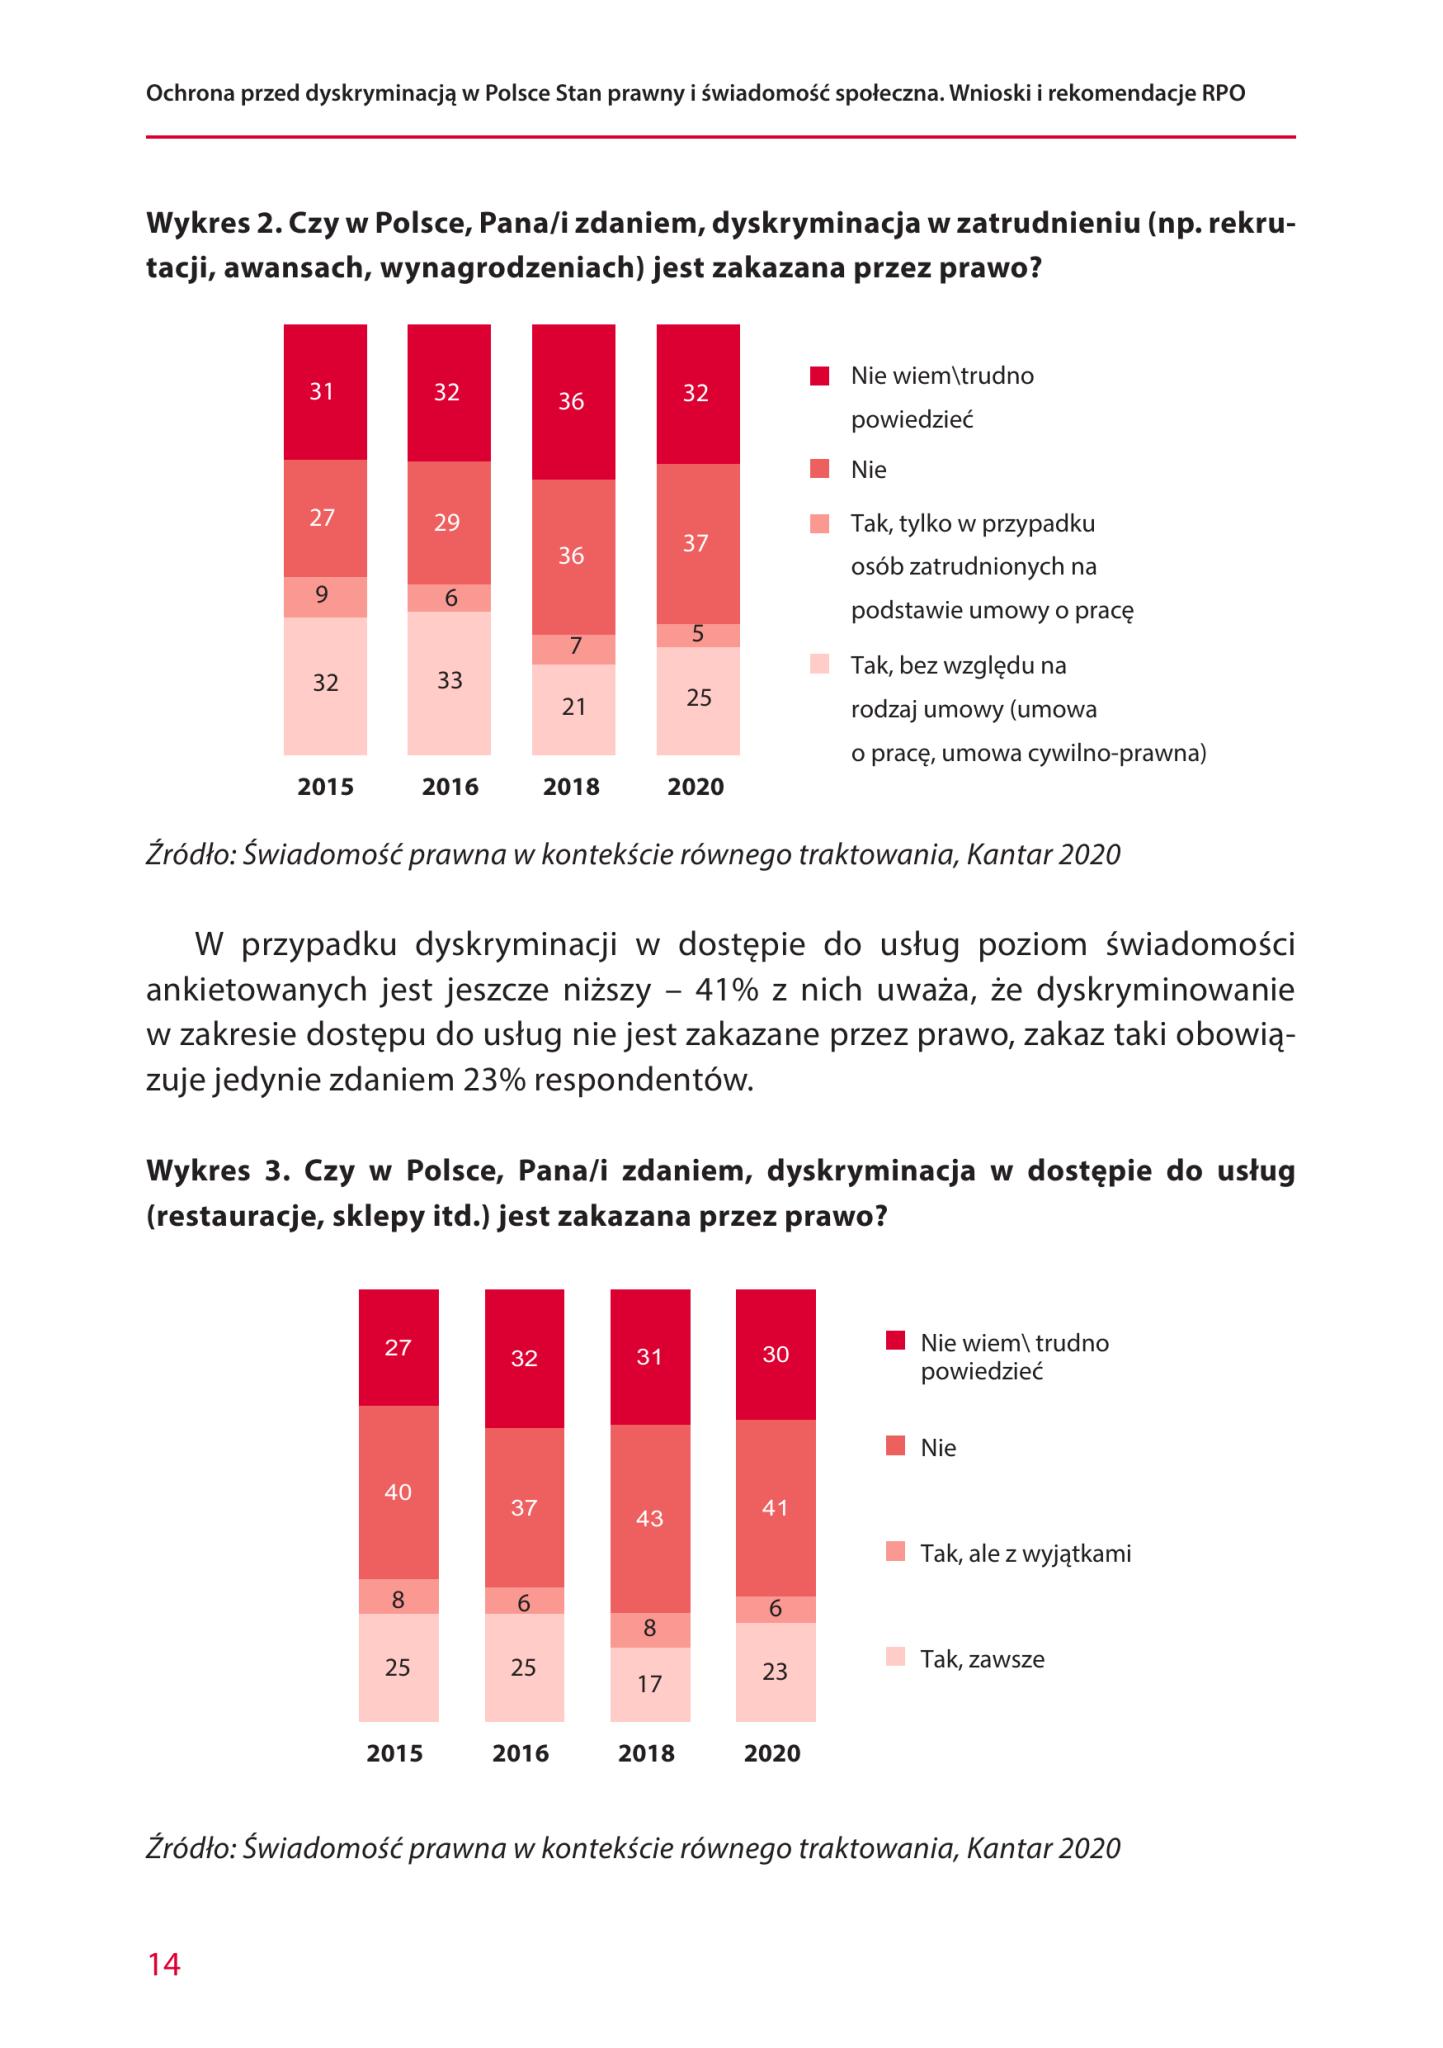 Ochrona przed dyskryminacją w Polsce Stan prawny i świadomość społeczna. Wnioski i rekomendacje RPO
Wykres 2. Czy w Polsce, Pana/i zdaniem, dyskryminacja w zatrudnieniu (np. rekru-
tacji, awansach, wynagrodzeniach) jest zakazana przez prawo?
31 32 36 32
27 29 36 37
9 6 7 5
32 33 21 25
2015 2016 2018 2020
Nie wiem\trudno
powiedzieć
Nie
Tak, tylko w przypadku
osób zatrudnionych na
podstawie umowy o pracę
Tak, bez względu na
rodzaj umowy (umowa
o pracę, umowa cywilno-prawna)
Źródło: Świadomość prawna w kontekście równego traktowania, Kantar 2020
W przypadku dyskryminacji w dostępie do usług poziom świadomości
ankietowanych jest jeszcze niższy – 41% z nich uważa, że dyskryminowanie
w zakresie dostępu do usług nie jest zakazane przez prawo, zakaz taki obowią-
zuje jedynie zdaniem 23% respondentów.
Wykres 3. Czy w Polsce, Pana/i zdaniem, dyskryminacja w dostępie do usług
(restauracje, sklepy itd.) jest zakazana przez prawo?
27 32 31 30
40 37 43 41
8 6 8 6
25 25 17 23
2015 2016 2018 2020
Nie wiem\ trudno
powiedzieć
Nie
Tak, ale z wyjątkami
Tak, zawsze
Źródło: Świadomość prawna w kontekście równego traktowania, Kantar 2020
14